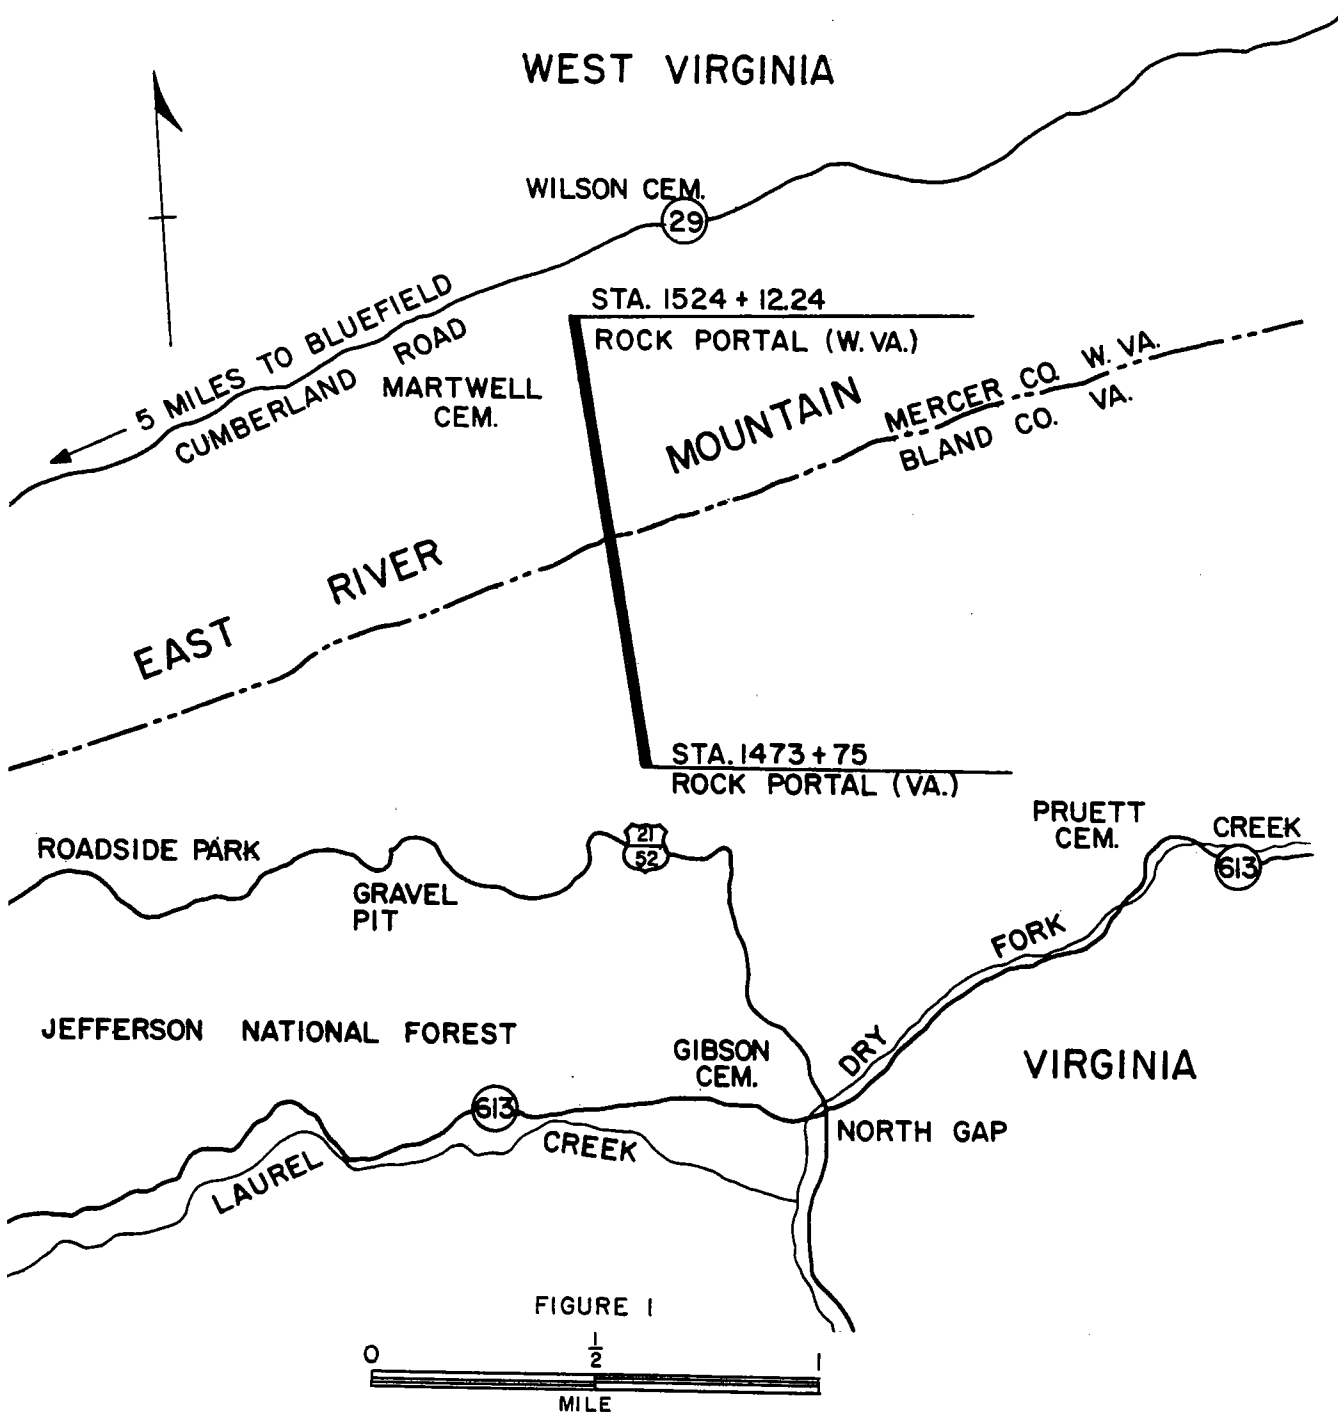 WEST VIRGINIA
WILSON CEM.
29
5 MILES TO BLUEFIELD
CUMBERLAND ROAD
MARTWELL
CEM.
STA. 1524 + 12.24
ROCK PORTAL (W. VA.)
EAST RIVER MOUNTAIN
MERCER CO. W. VA.
BLAND CO. VA.
STA. 1473 + 75
ROCK PORTAL (VA.)
ROADSIDE PARK
GRAVEL
PIT
21
52
PRUETT
CEM.
DRY FORK CREEK
613
JEFFERSON NATIONAL FOREST
GIBSON
CEM.
VIRGINIA
613
NORTH GAP
LAUREL CREEK
FIGURE 1
0 1/2 1
MILE